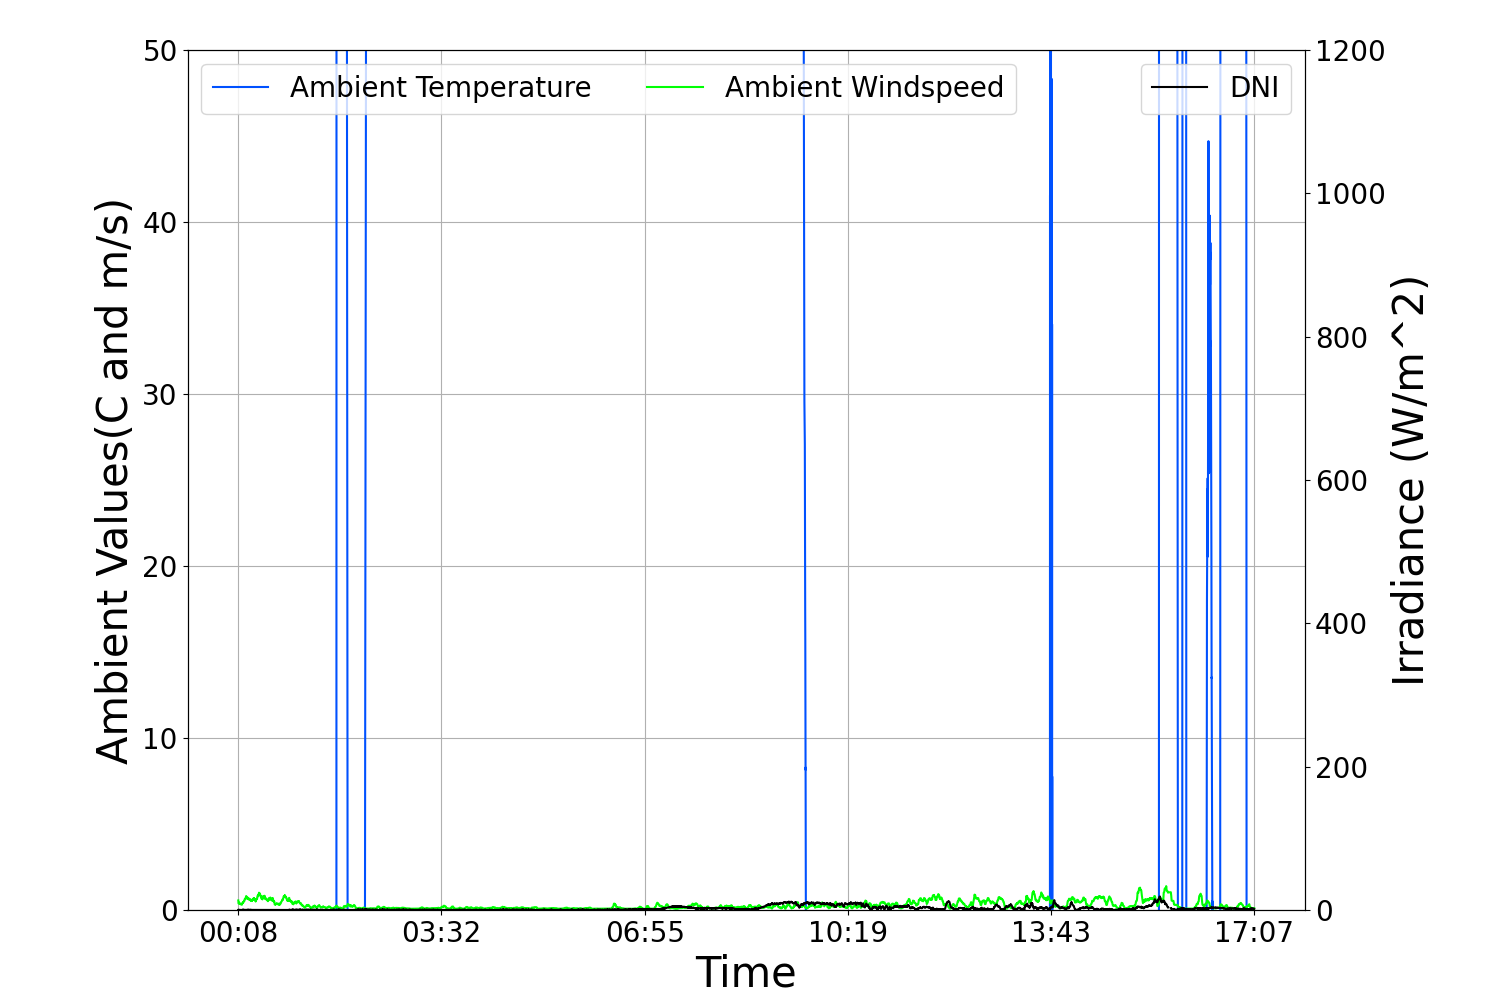 Ambient Temperature
Ambient Windspeed
DNI
Ambient Values(C and m/s)
50
40
30
20
10
0
1200
1000
800
600
400
200
0
Irradiance (W/m^2)
00:08 03:32 06:55 10:19 13:43 17:07
Time